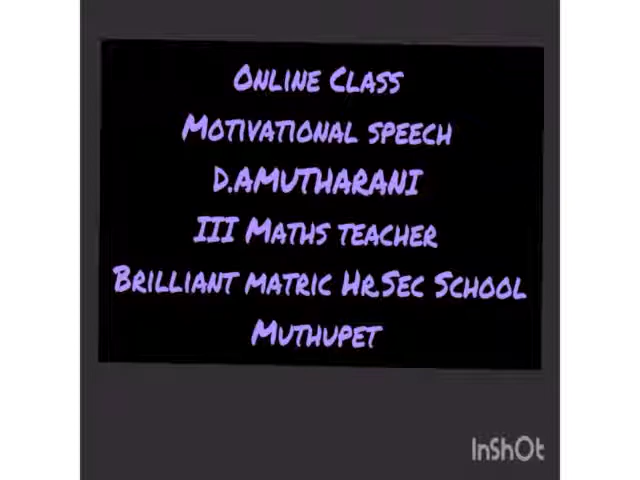 Online Class
Motivational speech
D.AMUTHARANI
III Maths teacher
Brilliant matric Hr.Sec School
Muthupet
InShOt